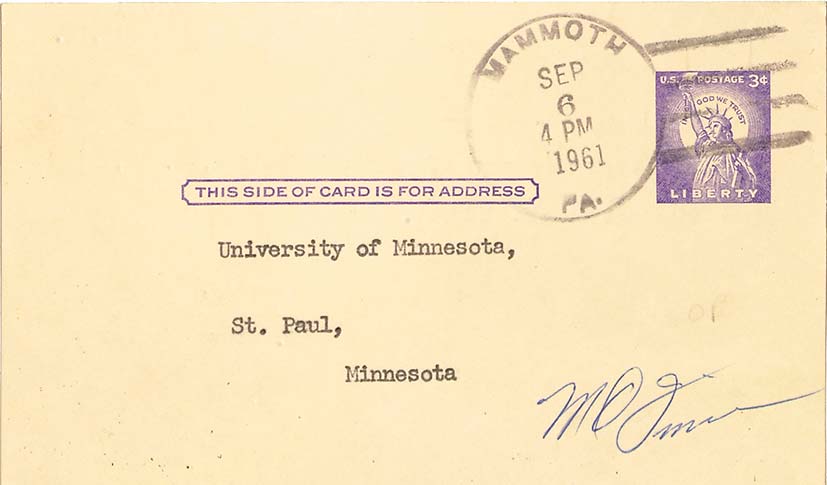 MAMMOTH
SEP
6
4 PM
1961
PA.
U.S. POSTAGE 3¢
IN GOD WE TRUST
LIBERTY
THIS SIDE OF CARD IS FOR ADDRESS
University of Minnesota,
St. Paul,
Minnesota